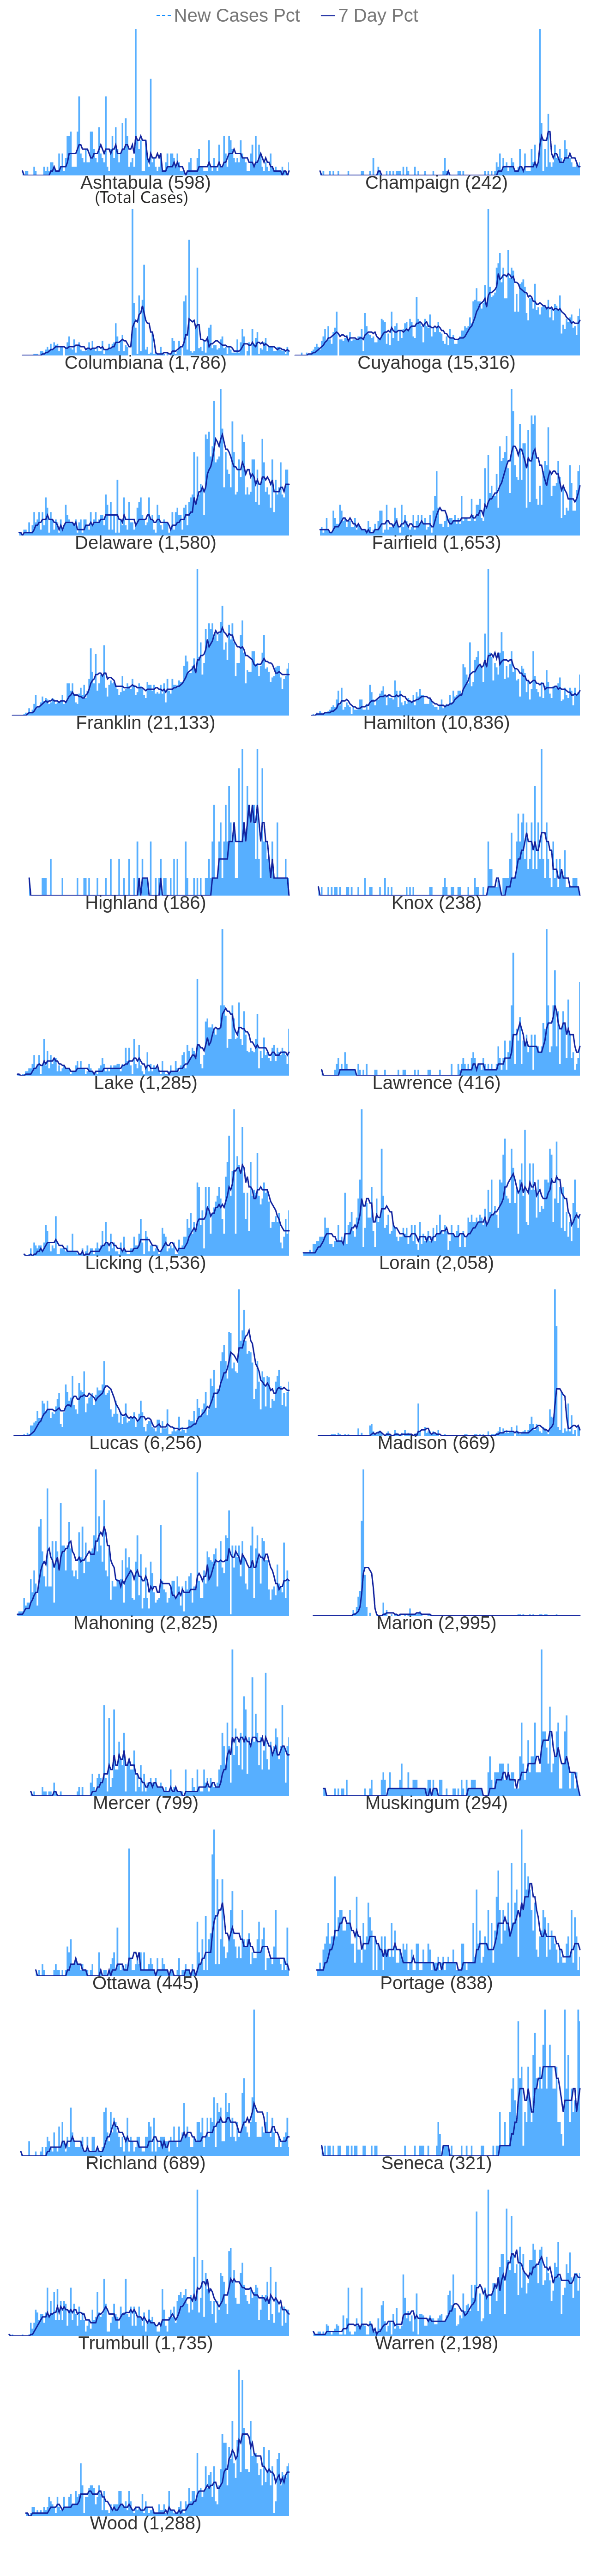 New Cases Pct 7 Day Pct
Ashtabula (598) Champaign (242)
(Total Cases)
Columbiana (1,786) Cuyahoga (15,316)
Delaware (1,580) Fairfield (1,653)
Franklin (21,133) Hamilton (10,836)
Highland (186) Knox (238)
Lake (1,285) Lawrence (416)
Licking (1,536) Lorain (2,058)
Lucas (6,256) Madison (669)
Mahoning (2,825) Marion (2,995)
Mercer (799) Muskingum (294)
Ottawa (445) Portage (838)
Richland (689) Seneca (321)
Trumbull (1,735) Warren (2,198)
Wood (1,288)